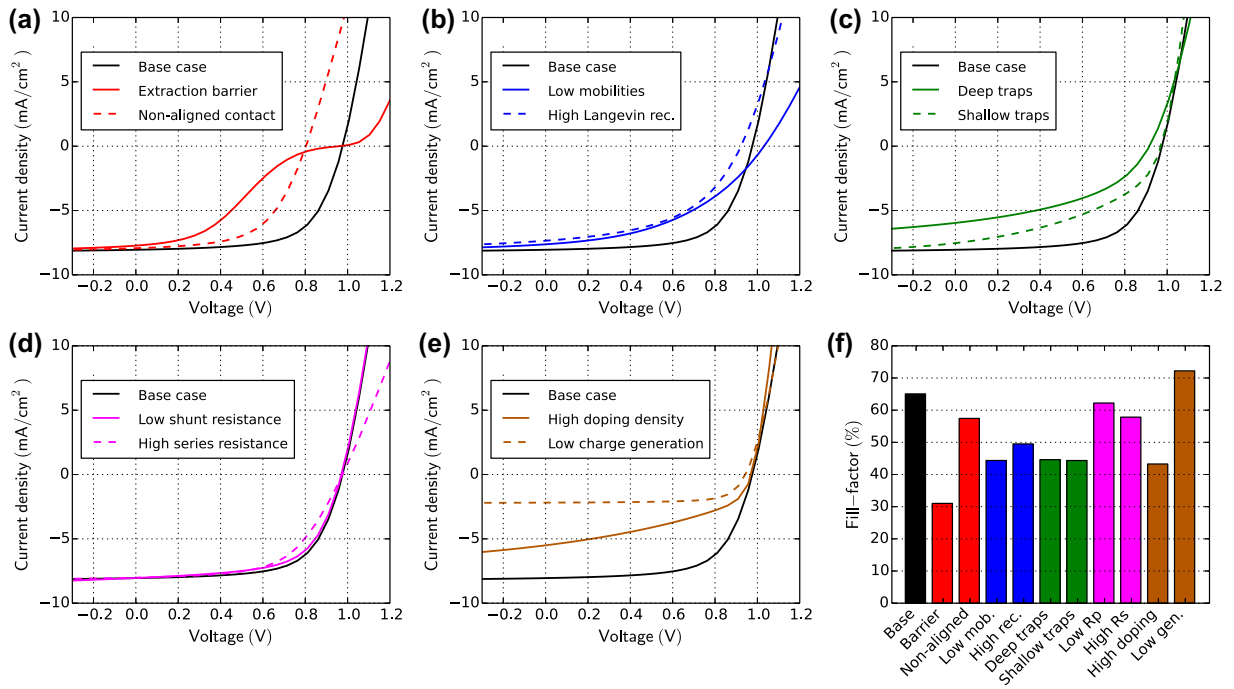 (a)
10
5
0
−5
−10
Current density (mA/cm²)
Base case
Extraction barrier
Non-aligned contact
−0.2 0.0 0.2 0.4 0.6 0.8 1.0 1.2
Voltage (V)
(b)
10
5
0
−5
−10
Current density (mA/cm²)
Base case
Low mobilities
High Langevin rec.
−0.2 0.0 0.2 0.4 0.6 0.8 1.0 1.2
Voltage (V)
(c)
10
5
0
−5
−10
Current density (mA/cm²)
Base case
Deep traps
Shallow traps
−0.2 0.0 0.2 0.4 0.6 0.8 1.0 1.2
Voltage (V)
(d)
10
5
0
−5
−10
Current density (mA/cm²)
Base case
Low shunt resistance
High series resistance
−0.2 0.0 0.2 0.4 0.6 0.8 1.0 1.2
Voltage (V)
(e)
10
5
0
−5
−10
Current density (mA/cm²)
Base case
High doping density
Low charge generation
−0.2 0.0 0.2 0.4 0.6 0.8 1.0 1.2
Voltage (V)
(f)
80
70
60
50
40
30
20
10
0
Fill−factor (%)
Base
Barrier
Non-aligned
Low mob.
High rec.
Deep traps
Shallow traps
Low Rp
High Rs
High doping
Low gen.